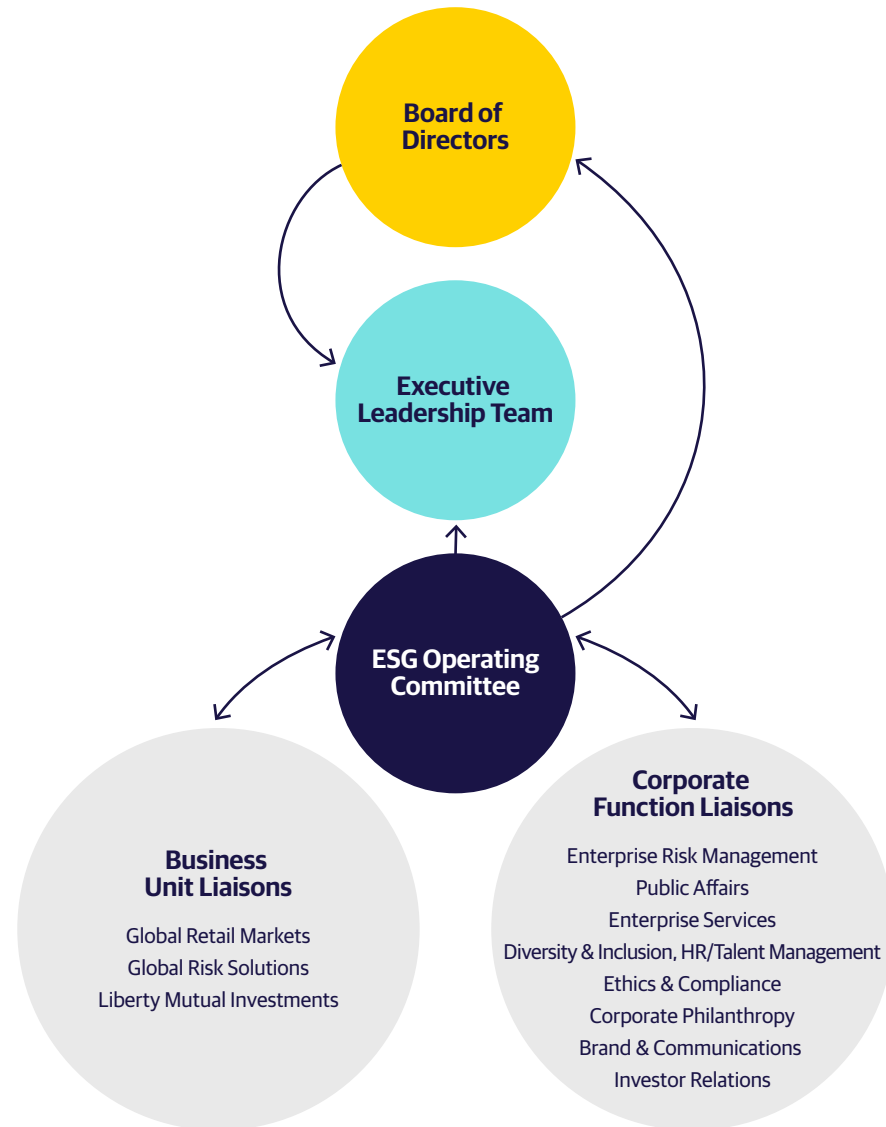 Board of
Directors
Executive
Leadership Team
ESG Operating
Committee
Business
Unit Liaisons
Global Retail Markets
Global Risk Solutions
Liberty Mutual Investments
Corporate
Function Liaisons
Enterprise Risk Management
Public Affairs
Enterprise Services
Diversity & Inclusion, HR/Talent Management
Ethics & Compliance
Corporate Philanthropy
Brand & Communications
Investor Relations